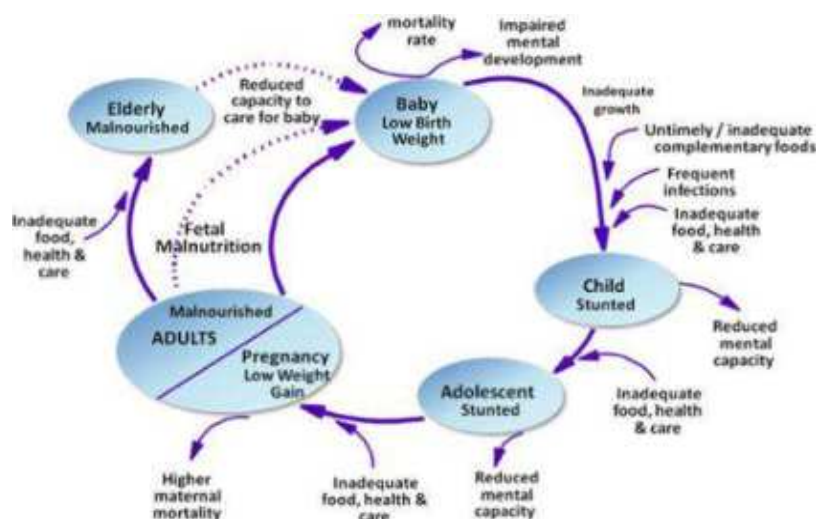 mortality
rate
Impaired
mental
development
Elderly
Malnourished
Reduced
capacity to
care for baby
Baby
Low Birth
Weight
Inadequate
growth
Untimely / inadequate
complementary foods
Frequent
infections
Inadequate
food, health
& care
Inadequate
food,
health &
care
Fetal
Malnutrition
Child
Stunted
Malnourished
ADULTS
Pregnancy
Low Weight
Gain
Reduced
mental
capacity
Adolescent
Stunted
Inadequate
food, health
& care
Higher
maternal
mortality
Inadequate
food, health &
care
Reduced
mental
capacity